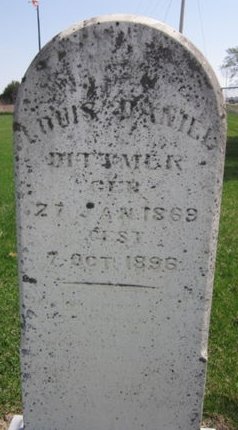 LOUIS DANIEL
DITTMER
GEB
27 JAN. 1869
GEST
7 OCT. 1896